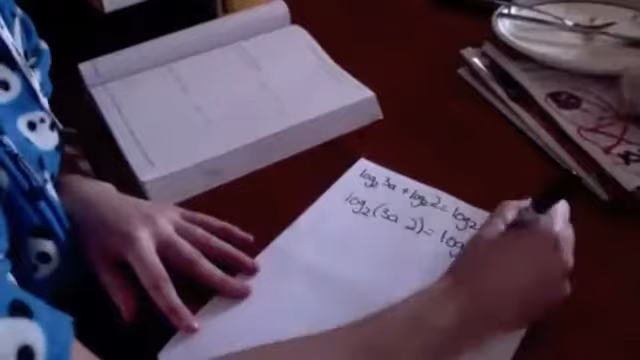 log₂ 3a + log₂ 2 = log₂
log₂ (3a 2) = log